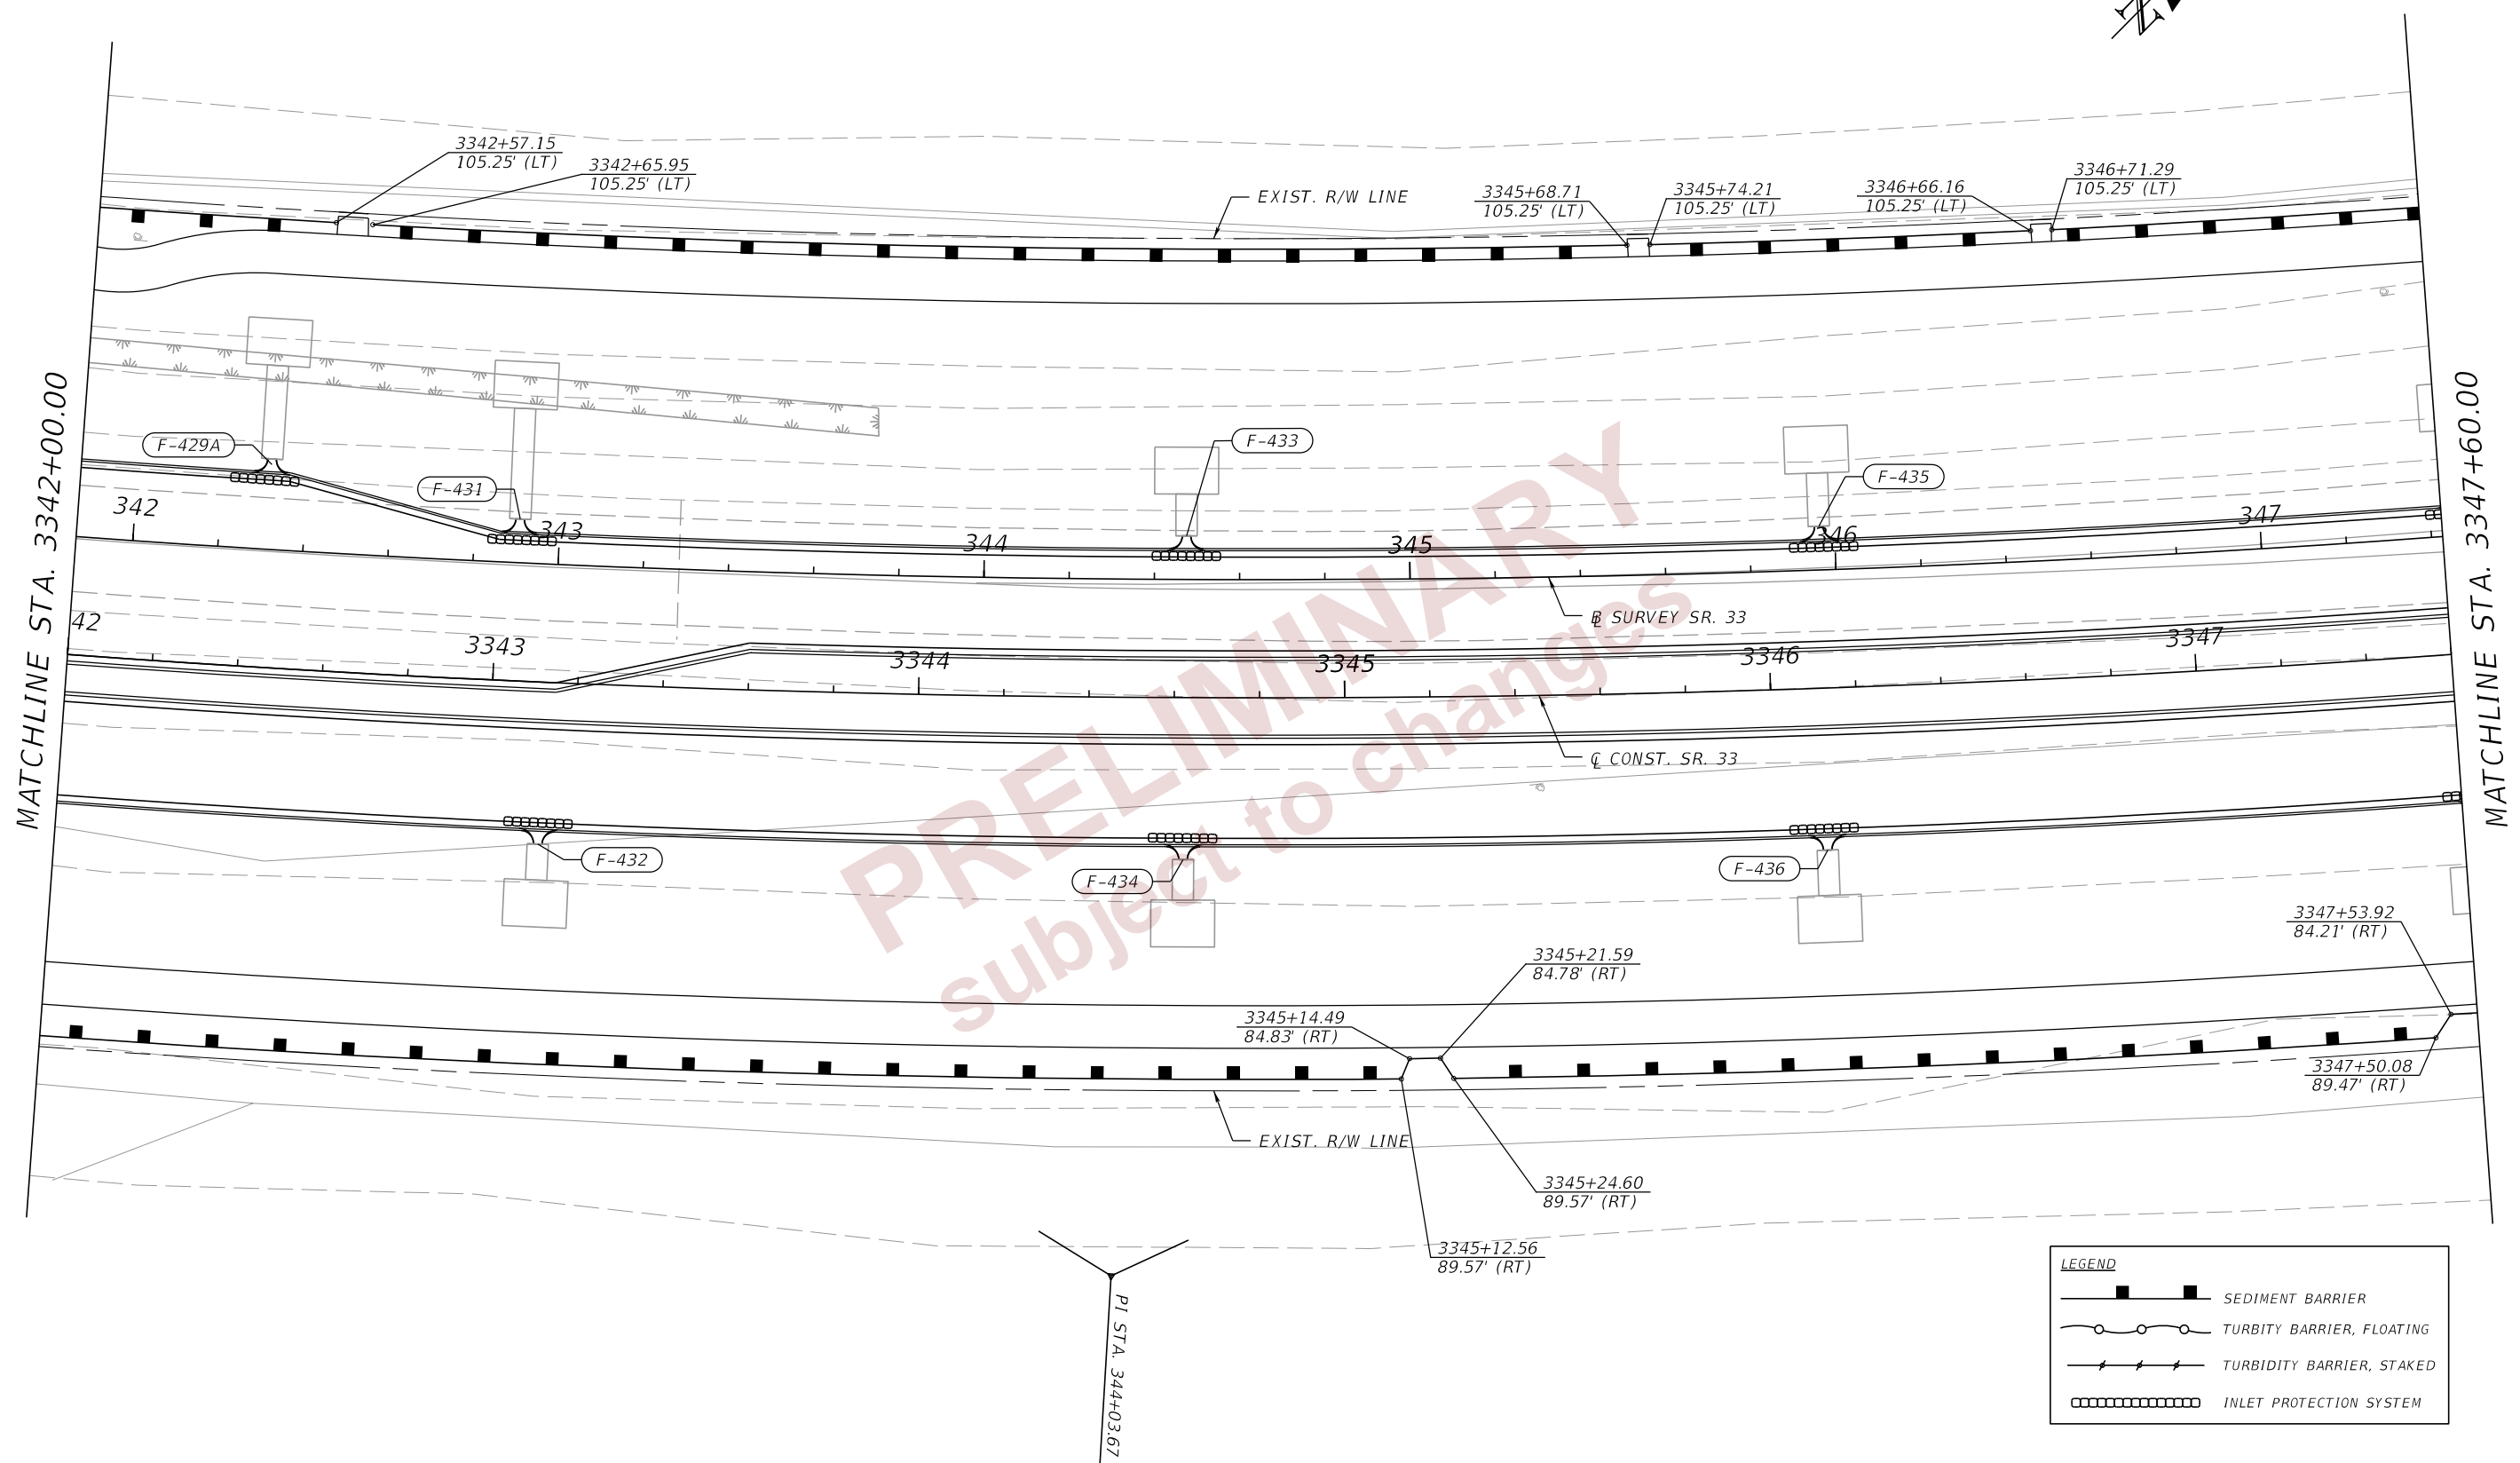 3342+57.15
105.25' (LT)
3342+65.95
105.25' (LT)
EXIST. R/W LINE
3345+68.71
105.25' (LT)
3345+74.21
105.25' (LT)
3346+66.16
105.25' (LT)
3346+71.29
105.25' (LT)
MATCHLINE STA. 3342+00.00
MATCHLINE STA. 3347+60.00
F-429A
F-431
F-433
F-435
342
343
344
345
346
347
B SURVEY SR. 33
42
3343
3344
3345
3346
3347
C CONST. SR. 33
PRELIMINARY
subject to changes
F-432
F-434
F-436
3347+53.92
84.21' (RT)
3345+21.59
84.78' (RT)
3345+14.49
84.83' (RT)
3347+50.08
89.47' (RT)
EXIST. R/W LINE
3345+24.60
89.57' (RT)
3345+12.56
89.57' (RT)
PI STA. 344+03.67
LEGEND
SEDIMENT BARRIER
TURBITY BARRIER, FLOATING
TURBIDITY BARRIER, STAKED
INLET PROTECTION SYSTEM